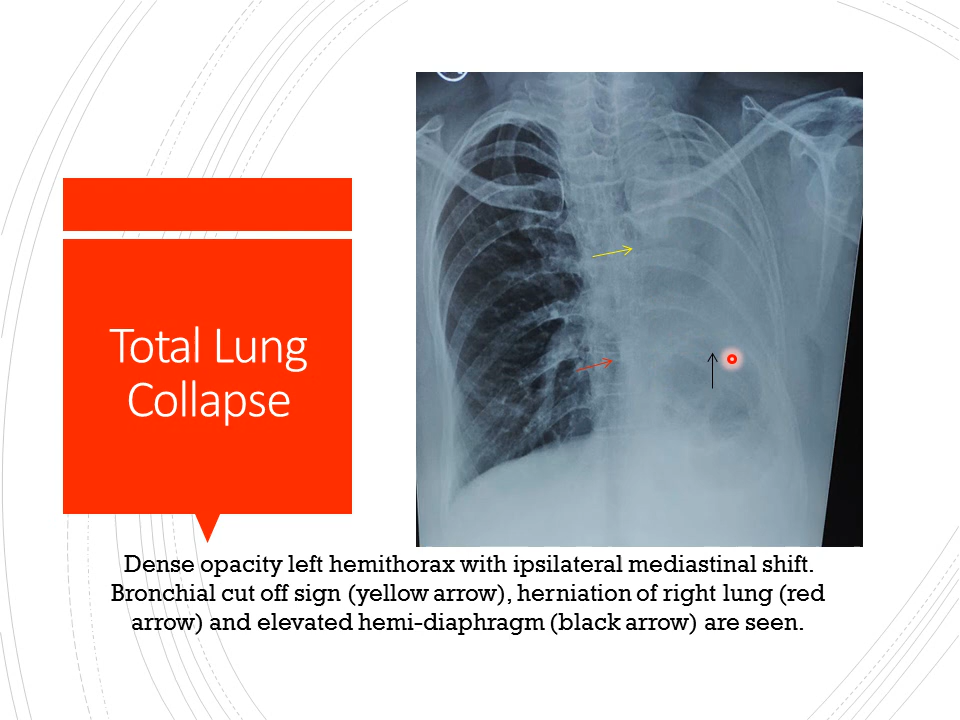 Total Lung
Collapse
Dense opacity left hemithorax with ipsilateral mediastinal shift.
Bronchial cut off sign (yellow arrow), herniation of right lung (red
arrow) and elevated hemi-diaphragm (black arrow) are seen.